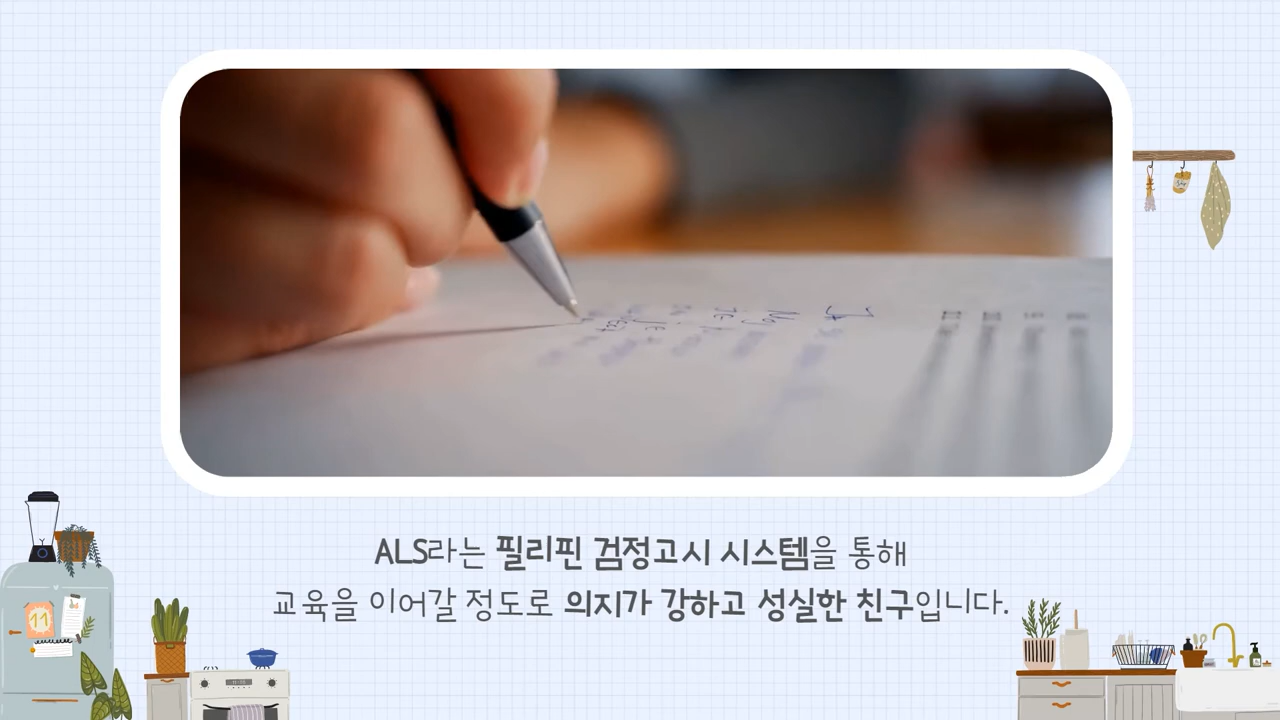 ALS라는 필리핀 검정고시 시스템을 통해
교육을 이어갈 정도로 의지가 강하고 성실한 친구입니다.
11